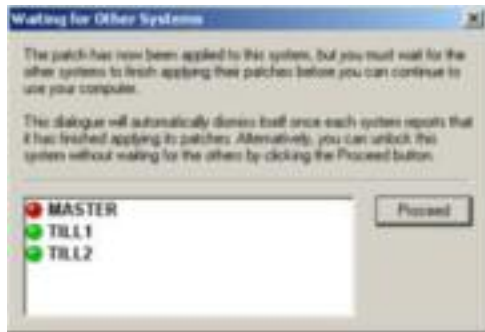 Waiting for Other Systems
The patch has now been applied to this system, but you must wait for the
other systems to finish applying their patches before you can continue to
use your computer.
This dialogue will automatically dismiss itself once each system reports that
it has finished applying its patches. Alternatively, you can unlock this
system without waiting for the others by clicking the Proceed button.
MASTER
Proceed
TILL1
TILL2